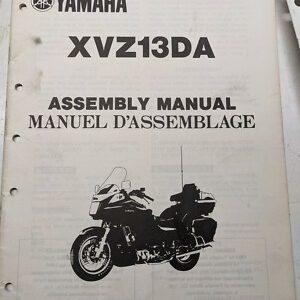 YAMAHA
XVZ13DA
ASSEMBLY MANUAL
MANUEL D'ASSEMBLAGE